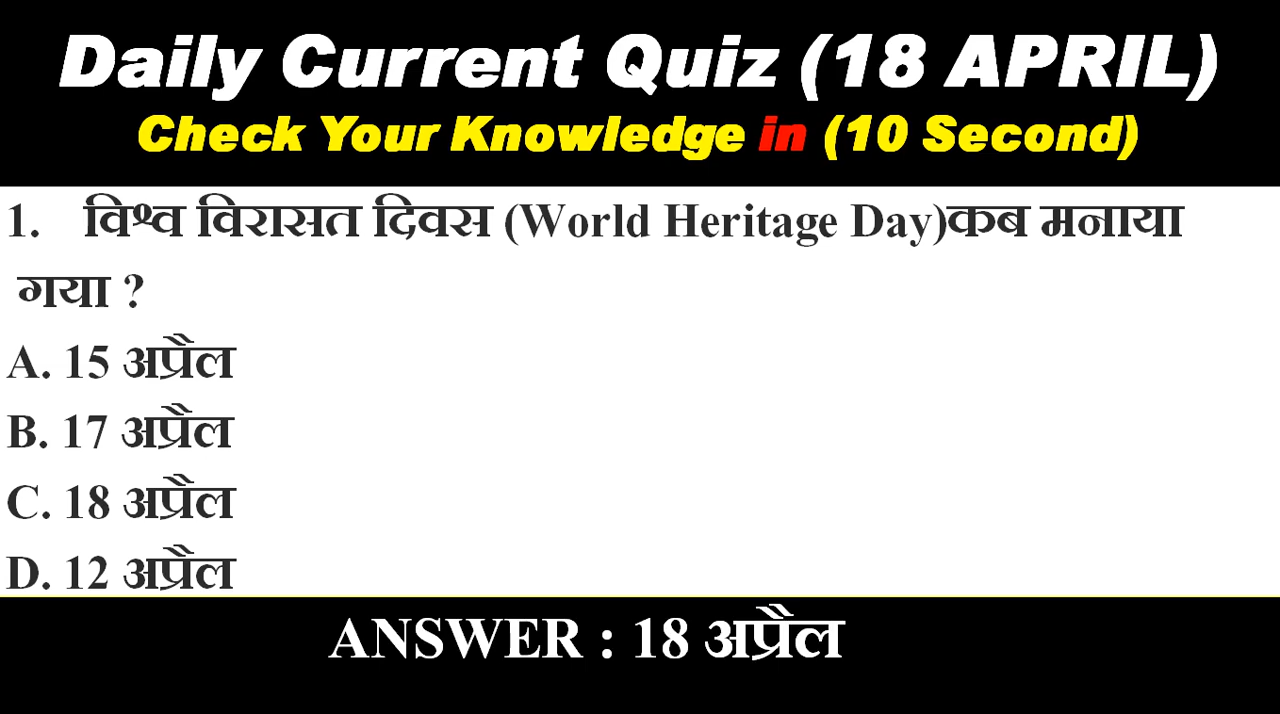 Daily Current Quiz (18 APRIL)
Check Your Knowledge in (10 Second)
1. विश्व विरासत दिवस (World Heritage Day)कब मनाया
गया ?
A. 15 अप्रैल
B. 17 अप्रैल
C. 18 अप्रैल
D. 12 अप्रैल
ANSWER : 18 अप्रैल